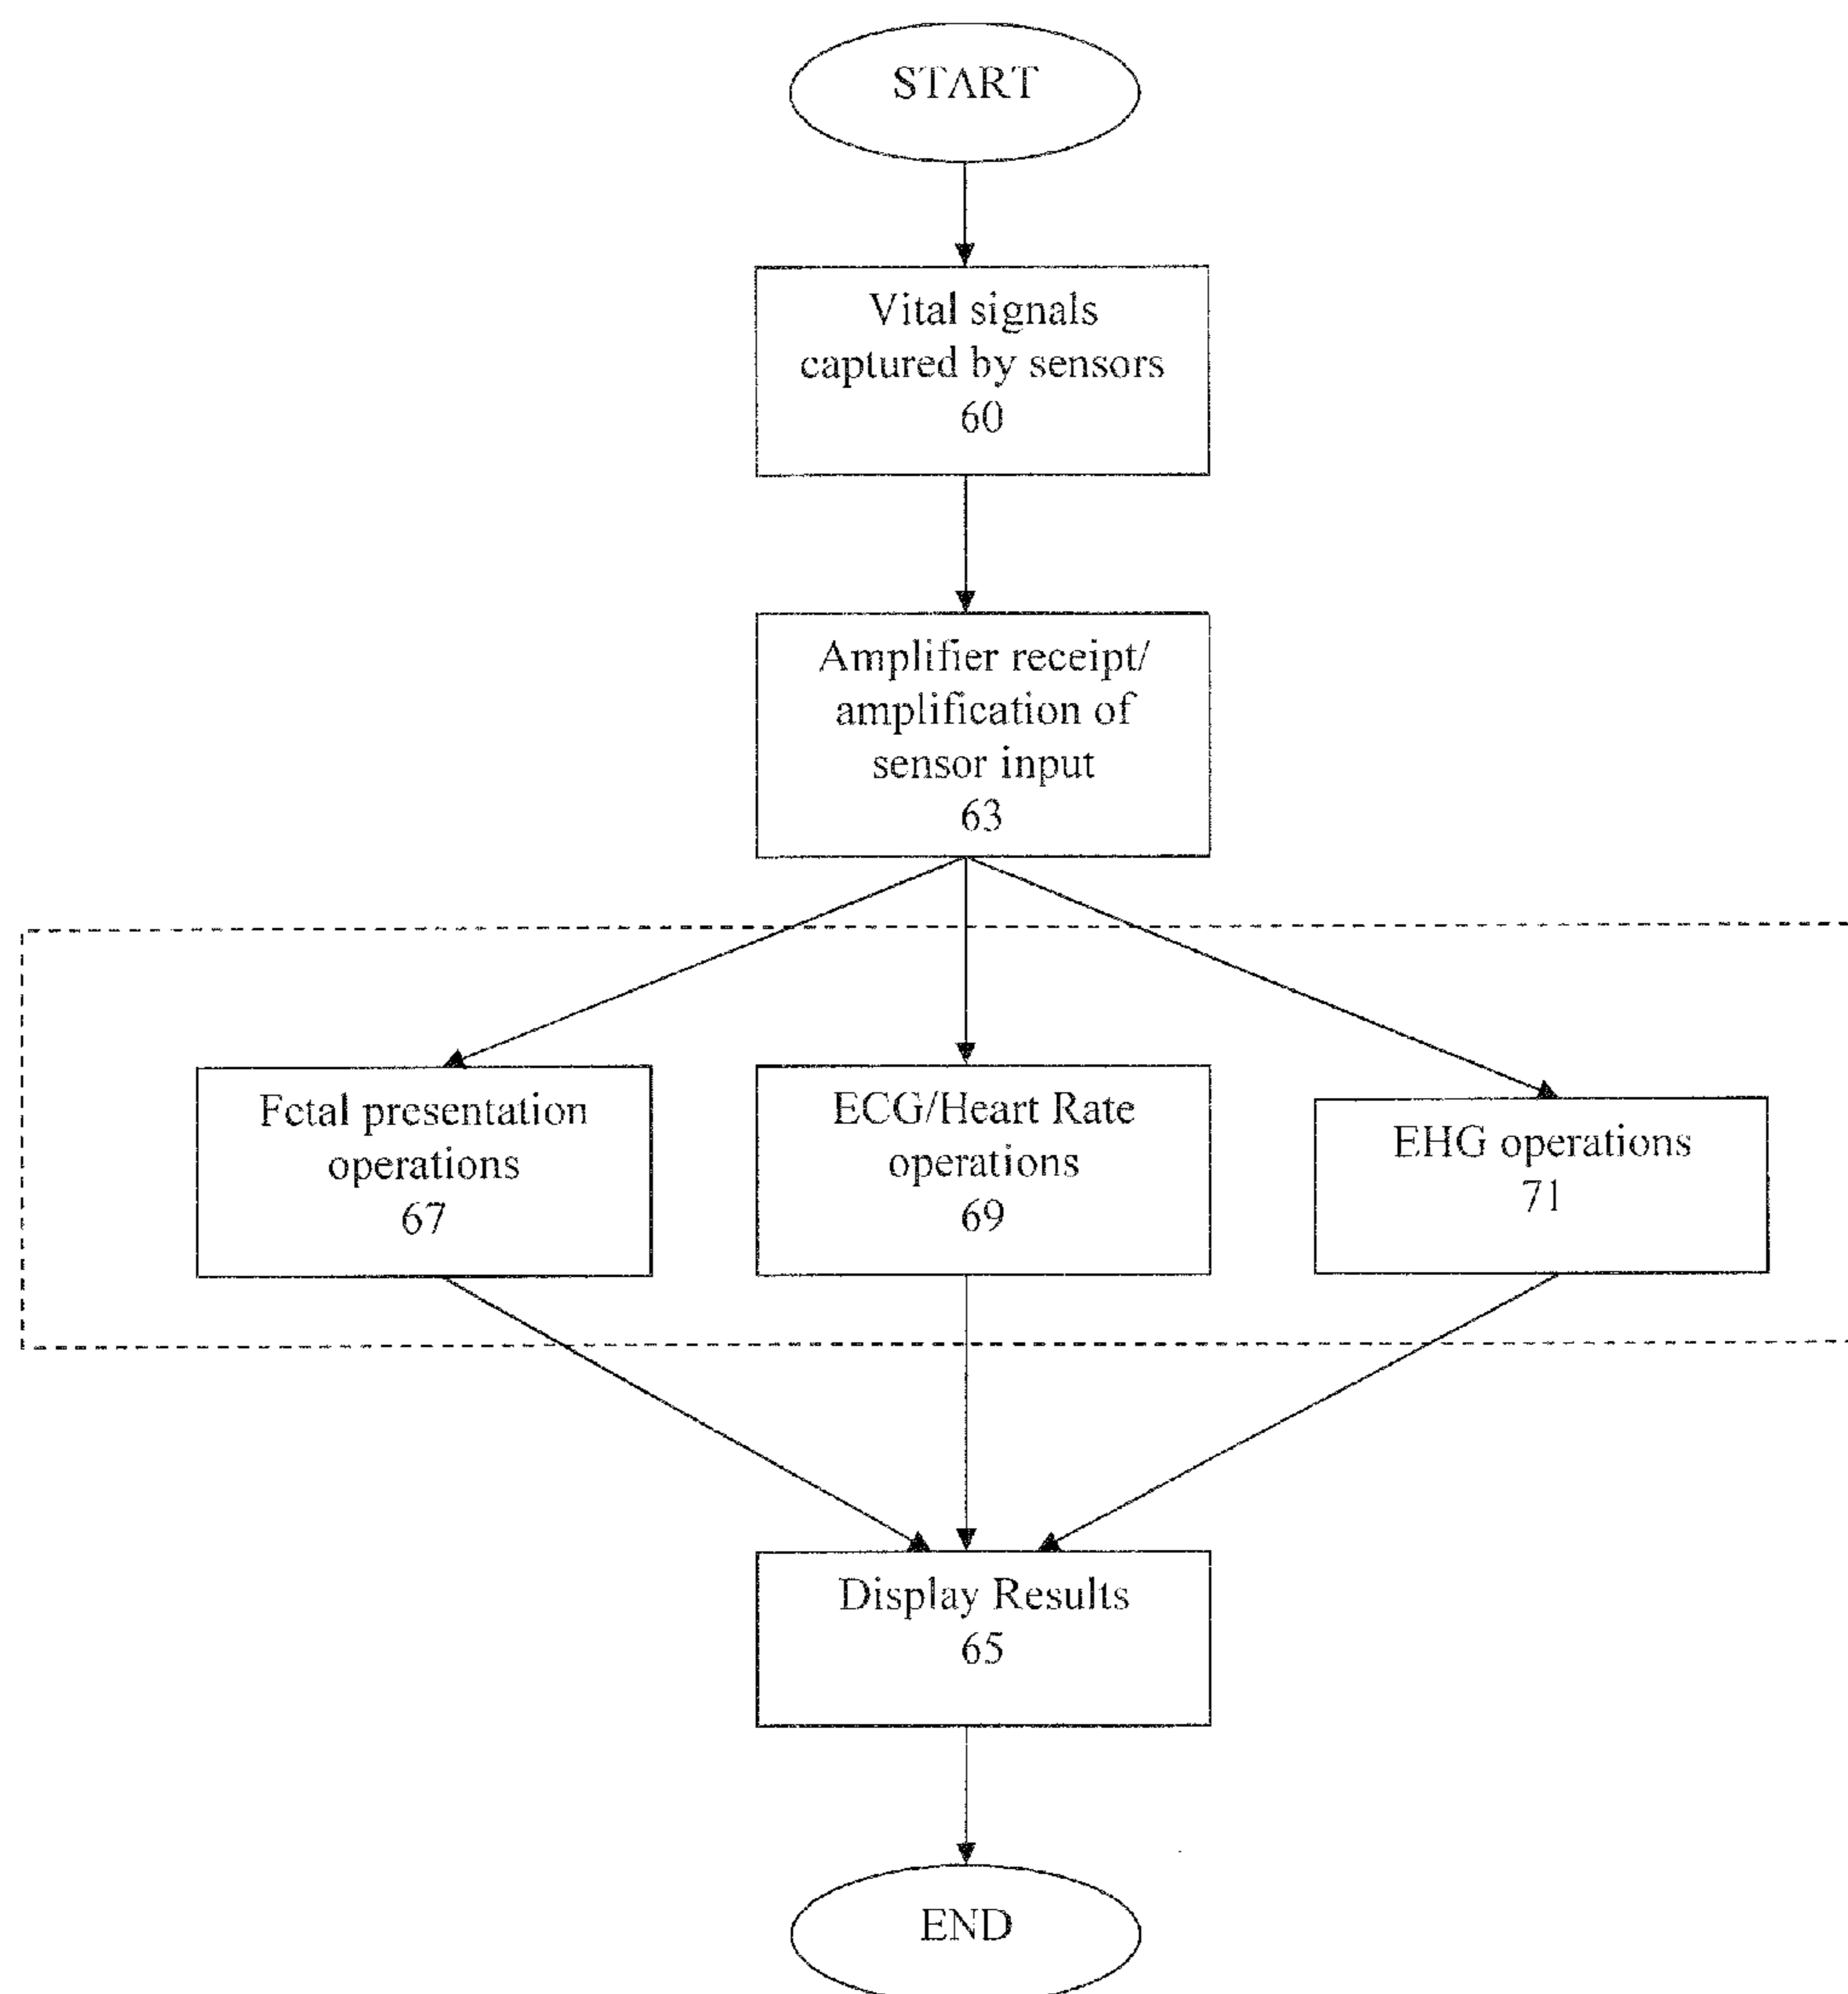 START
Vital signals
captured by sensors
60
Amplifier receipt/
amplification of
sensor input
63
Fetal presentation
operations
67
ECG/Heart Rate
operations
69
EHG operations
71
Display Results
65
END